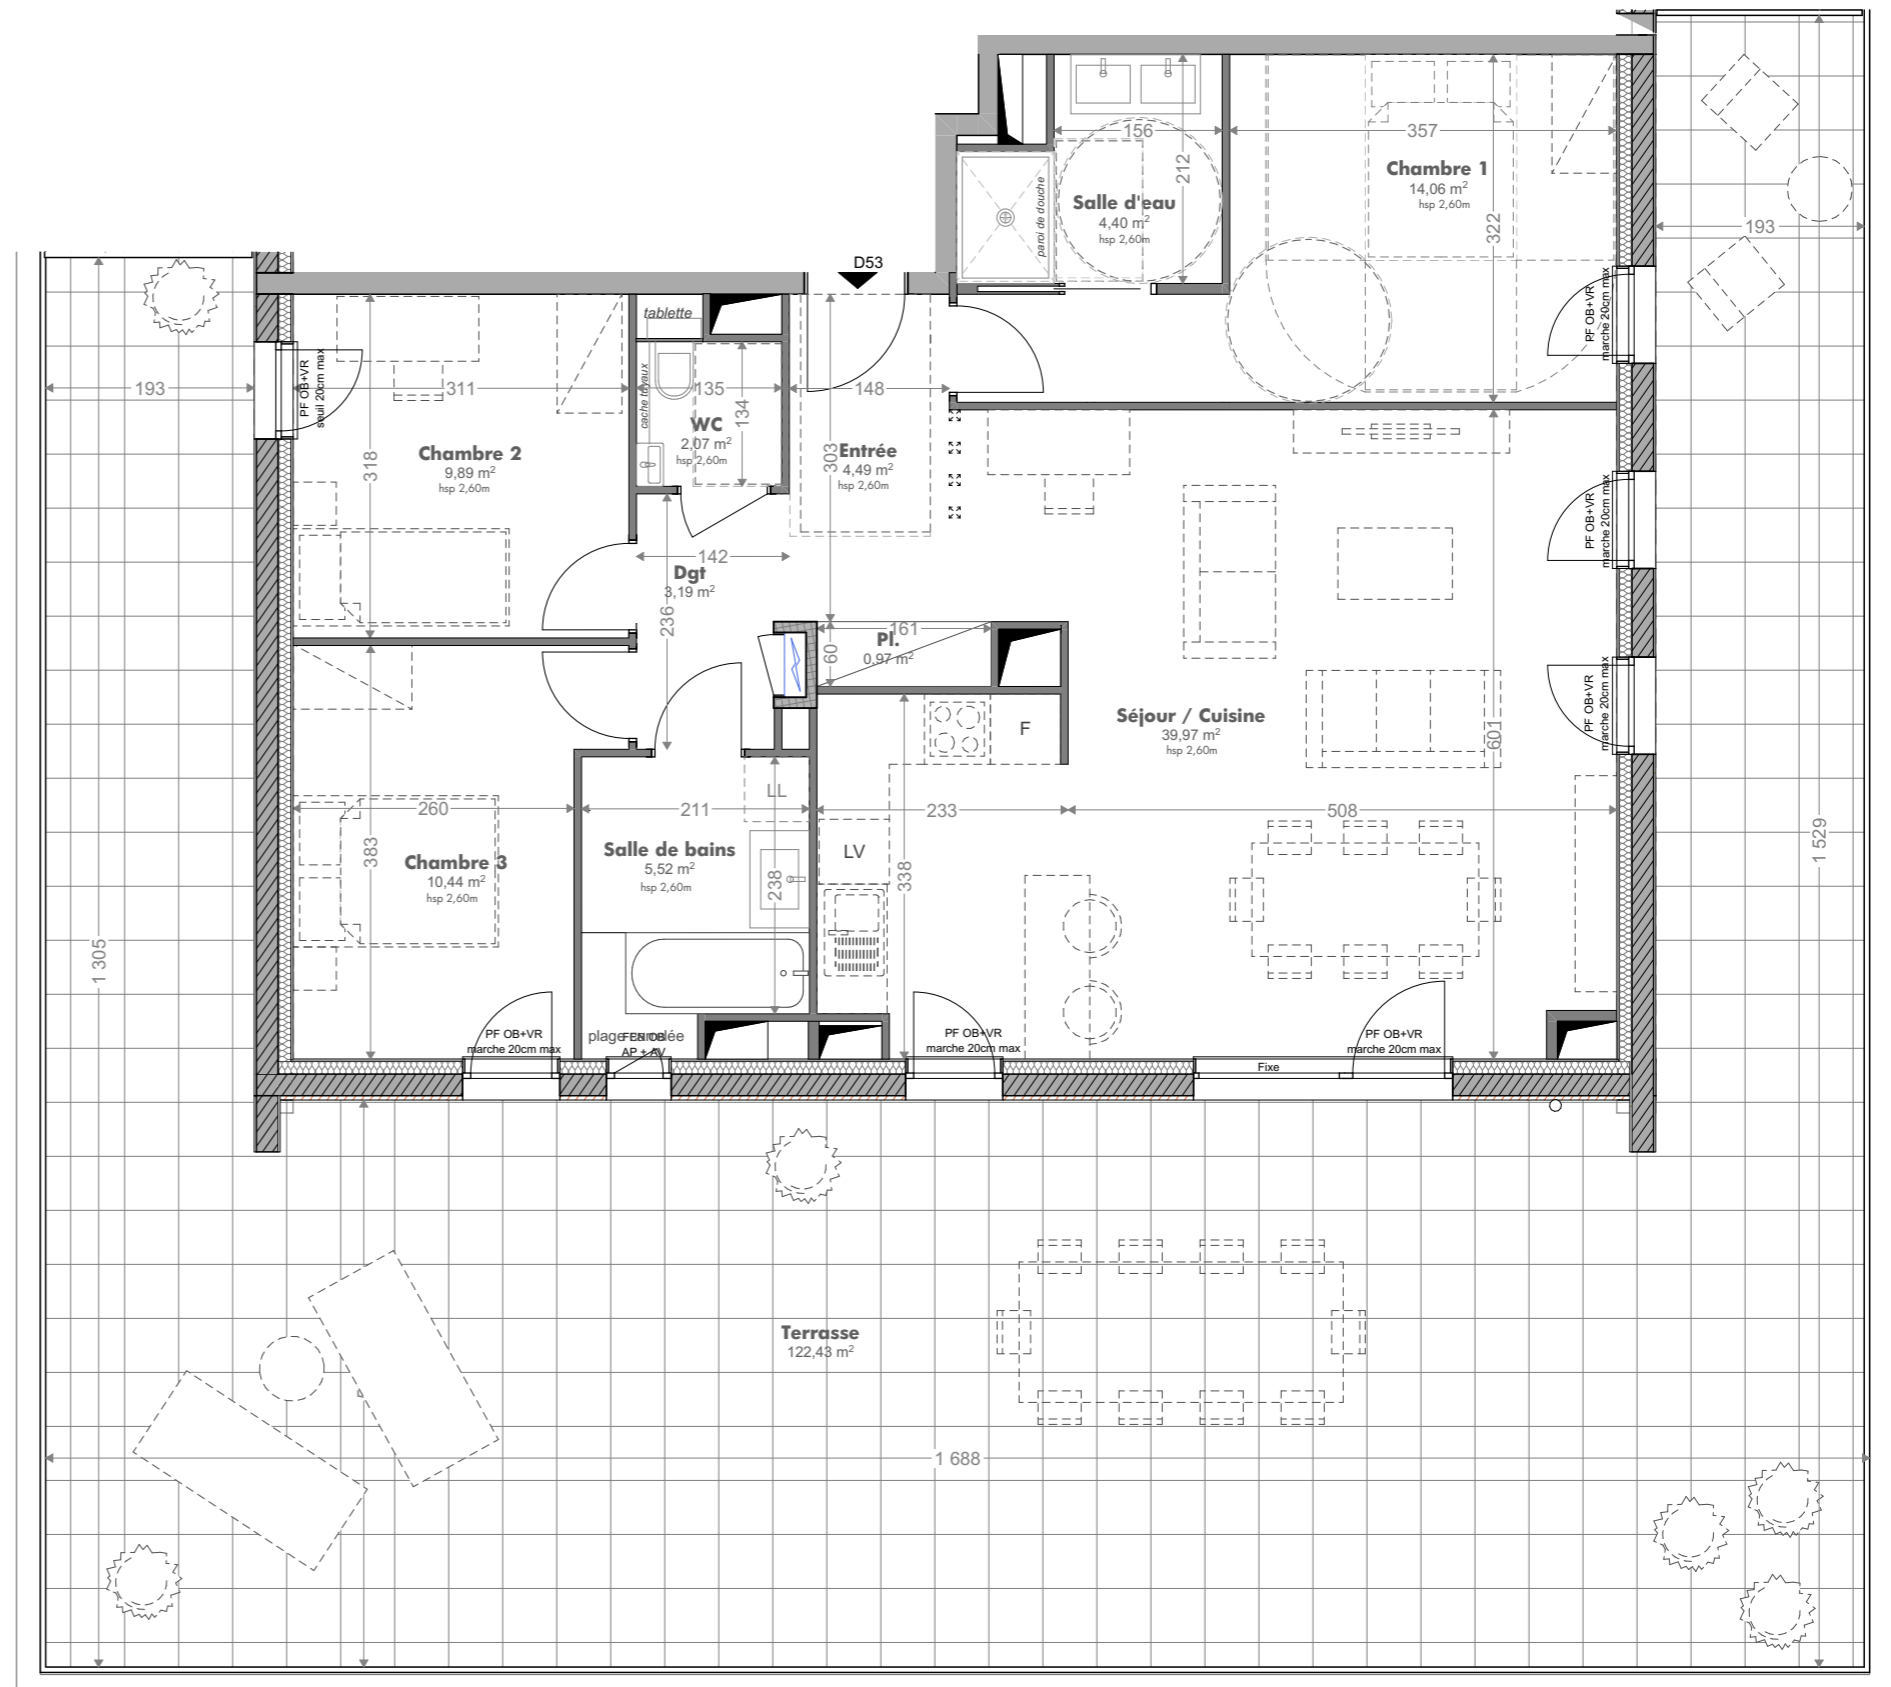 D53
156
357
212
Chambre 1
14,06 m²
hsp 2,60m
Salle d'eau
4,40 m²
hsp 2,60m
paroi de douche
322
193
PF OB+VR
marche 20cm max
tablette
193
PF OB+VR
seuil 20cm max
311
cache tuyaux
135
134
148
WC
2,07 m²
hsp 2,60m
318
Chambre 2
9,89 m²
hsp 2,60m
303
Entrée
4,49 m²
hsp 2,60m
PF OB+VR
marche 20cm max
142
Dgt
3,19 m²
236
161
Pl.
0,97 m²
60
PF OB+VR
marche 20cm max
F
Séjour / Cuisine
39,97 m²
hsp 2,60m
601
LL
260
211
233
508
383
Chambre 3
10,44 m²
hsp 2,60m
Salle de bains
5,52 m²
hsp 2,60m
238
LV
338
1 529
1 305
PF OB+VR
marche 20cm max
plage carrelée
FEN OB
AP + AV
PF OB+VR
marche 20cm max
PF OB+VR
marche 20cm max
Fixe
Terrasse
122,43 m²
1 688